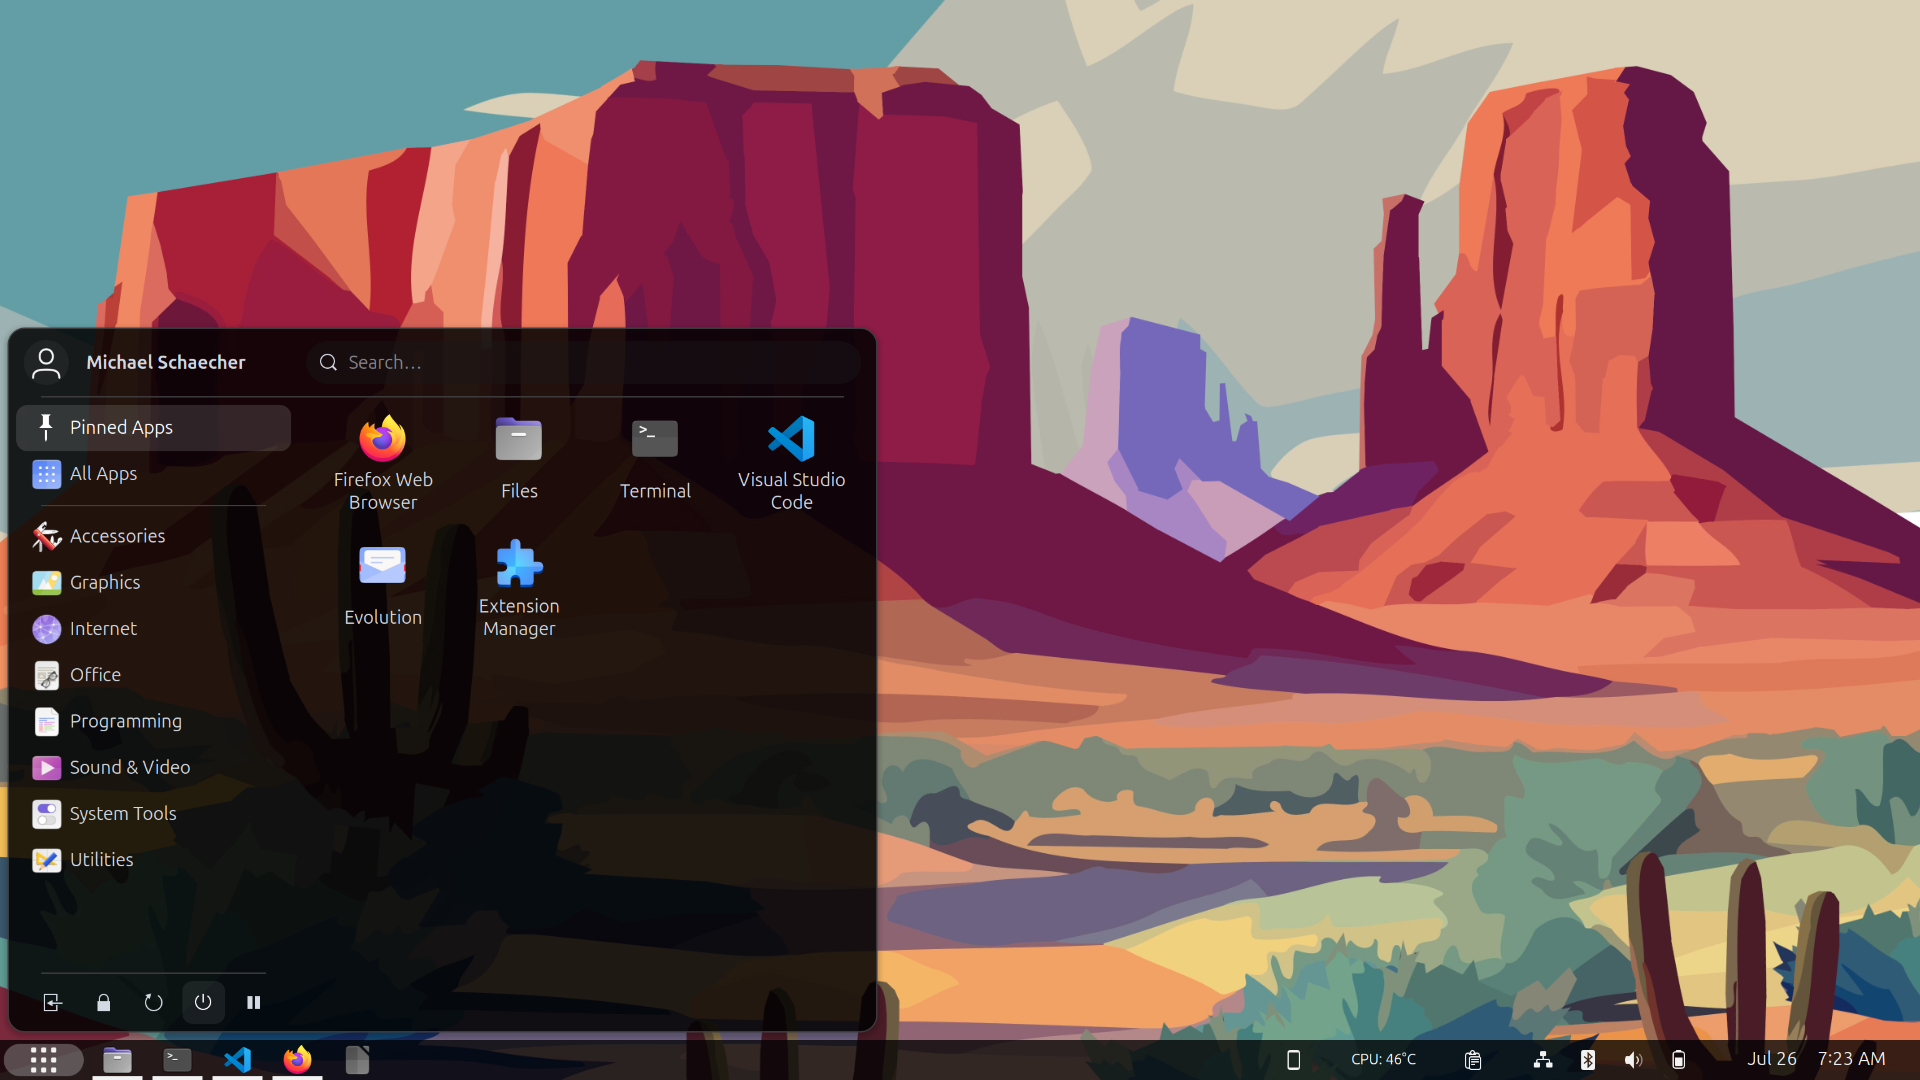 Michael Schaecher
Search...
Pinned Apps
All Apps
Accessories
Graphics
Internet
Office
Programming
Sound & Video
System Tools
Utilities
Firefox Web
Browser
Files
Terminal
Visual Studio
Code
Evolution
Extension
Manager
CPU: 46°C
Jul 26 7:23 AM